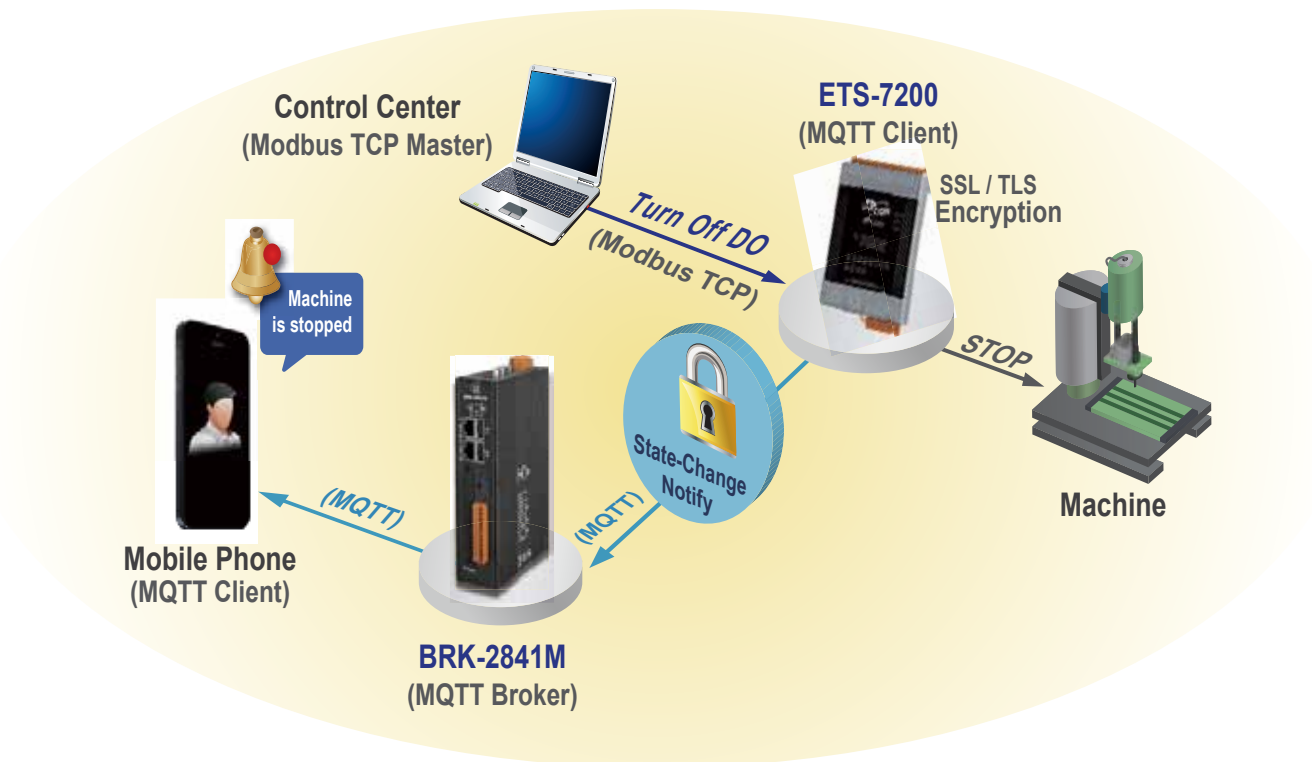 Control Center
(Modbus TCP Master)
ETS-7200
(MQTT Client)
SSL / TLS
Encryption
Turn Off DO
(Modbus TCP)
Machine
is stopped
STOP
State-Change
Notify
(MQTT)
(MQTT)
Machine
Mobile Phone
(MQTT Client)
BRK-2841M
(MQTT Broker)